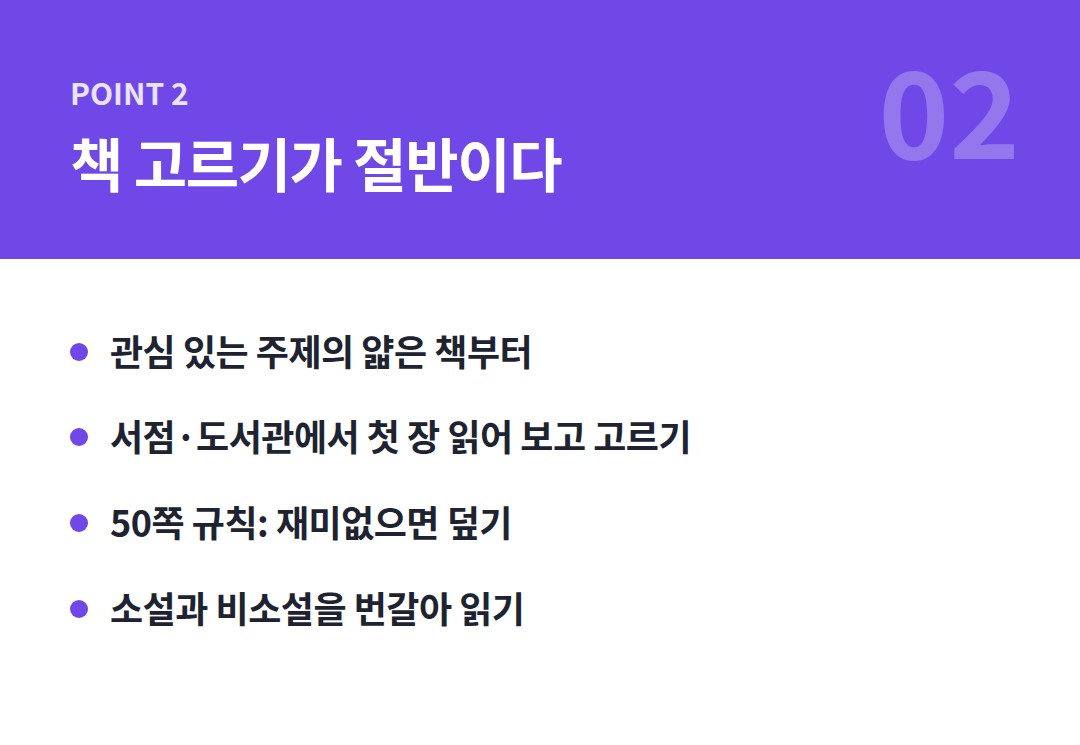 POINT 2
02
책 고르기가 절반이다
관심 있는 주제의 얇은 책부터
서점·도서관에서 첫 장 읽어 보고 고르기
50쪽 규칙: 재미없으면 덮기
소설과 비소설을 번갈아 읽기